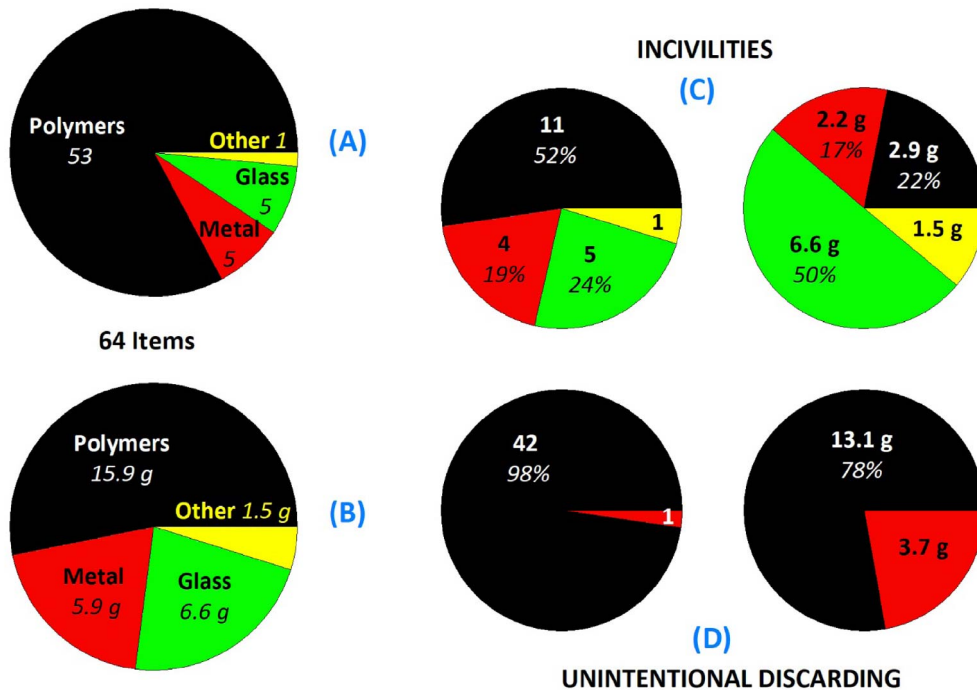 Polymers
53
Other 1
Glass
5
Metal
5
(A)
64 Items
Polymers
15.9 g
Other 1.5 g
Metal
5.9 g
Glass
6.6 g
(B)
INCIVILITIES
(C)
11
52%
1
4
19%
5
24%
2.2 g
17%
2.9 g
22%
6.6 g
50%
1.5 g
42
98%
1
13.1 g
78%
3.7 g
(D)
UNINTENTIONAL DISCARDING